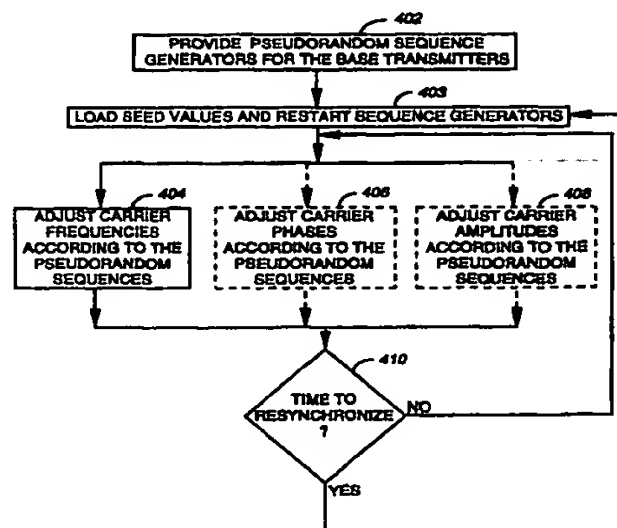 402
PROVIDE PSEUDORANDOM SEQUENCE
GENERATORS FOR THE BASE TRANSMITTERS
403
LOAD SEED VALUES AND RESTART SEQUENCE GENERATORS
404
ADJUST CARRIER
FREQUENCIES
ACCORDING TO THE
PSEUDORANDOM
SEQUENCES
406
ADJUST CARRIER
PHASES
ACCORDING TO THE
PSEUDORANDOM
SEQUENCES
408
ADJUST CARRIER
AMPLITUDES
ACCORDING TO THE
PSEUDORANDOM
SEQUENCES
410
TIME TO
RESYNCHRONIZE
?
NO
YES